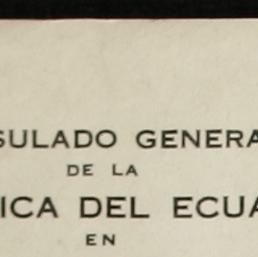 SULADO GENERA
DE LA
ICA DEL ECUA
EN